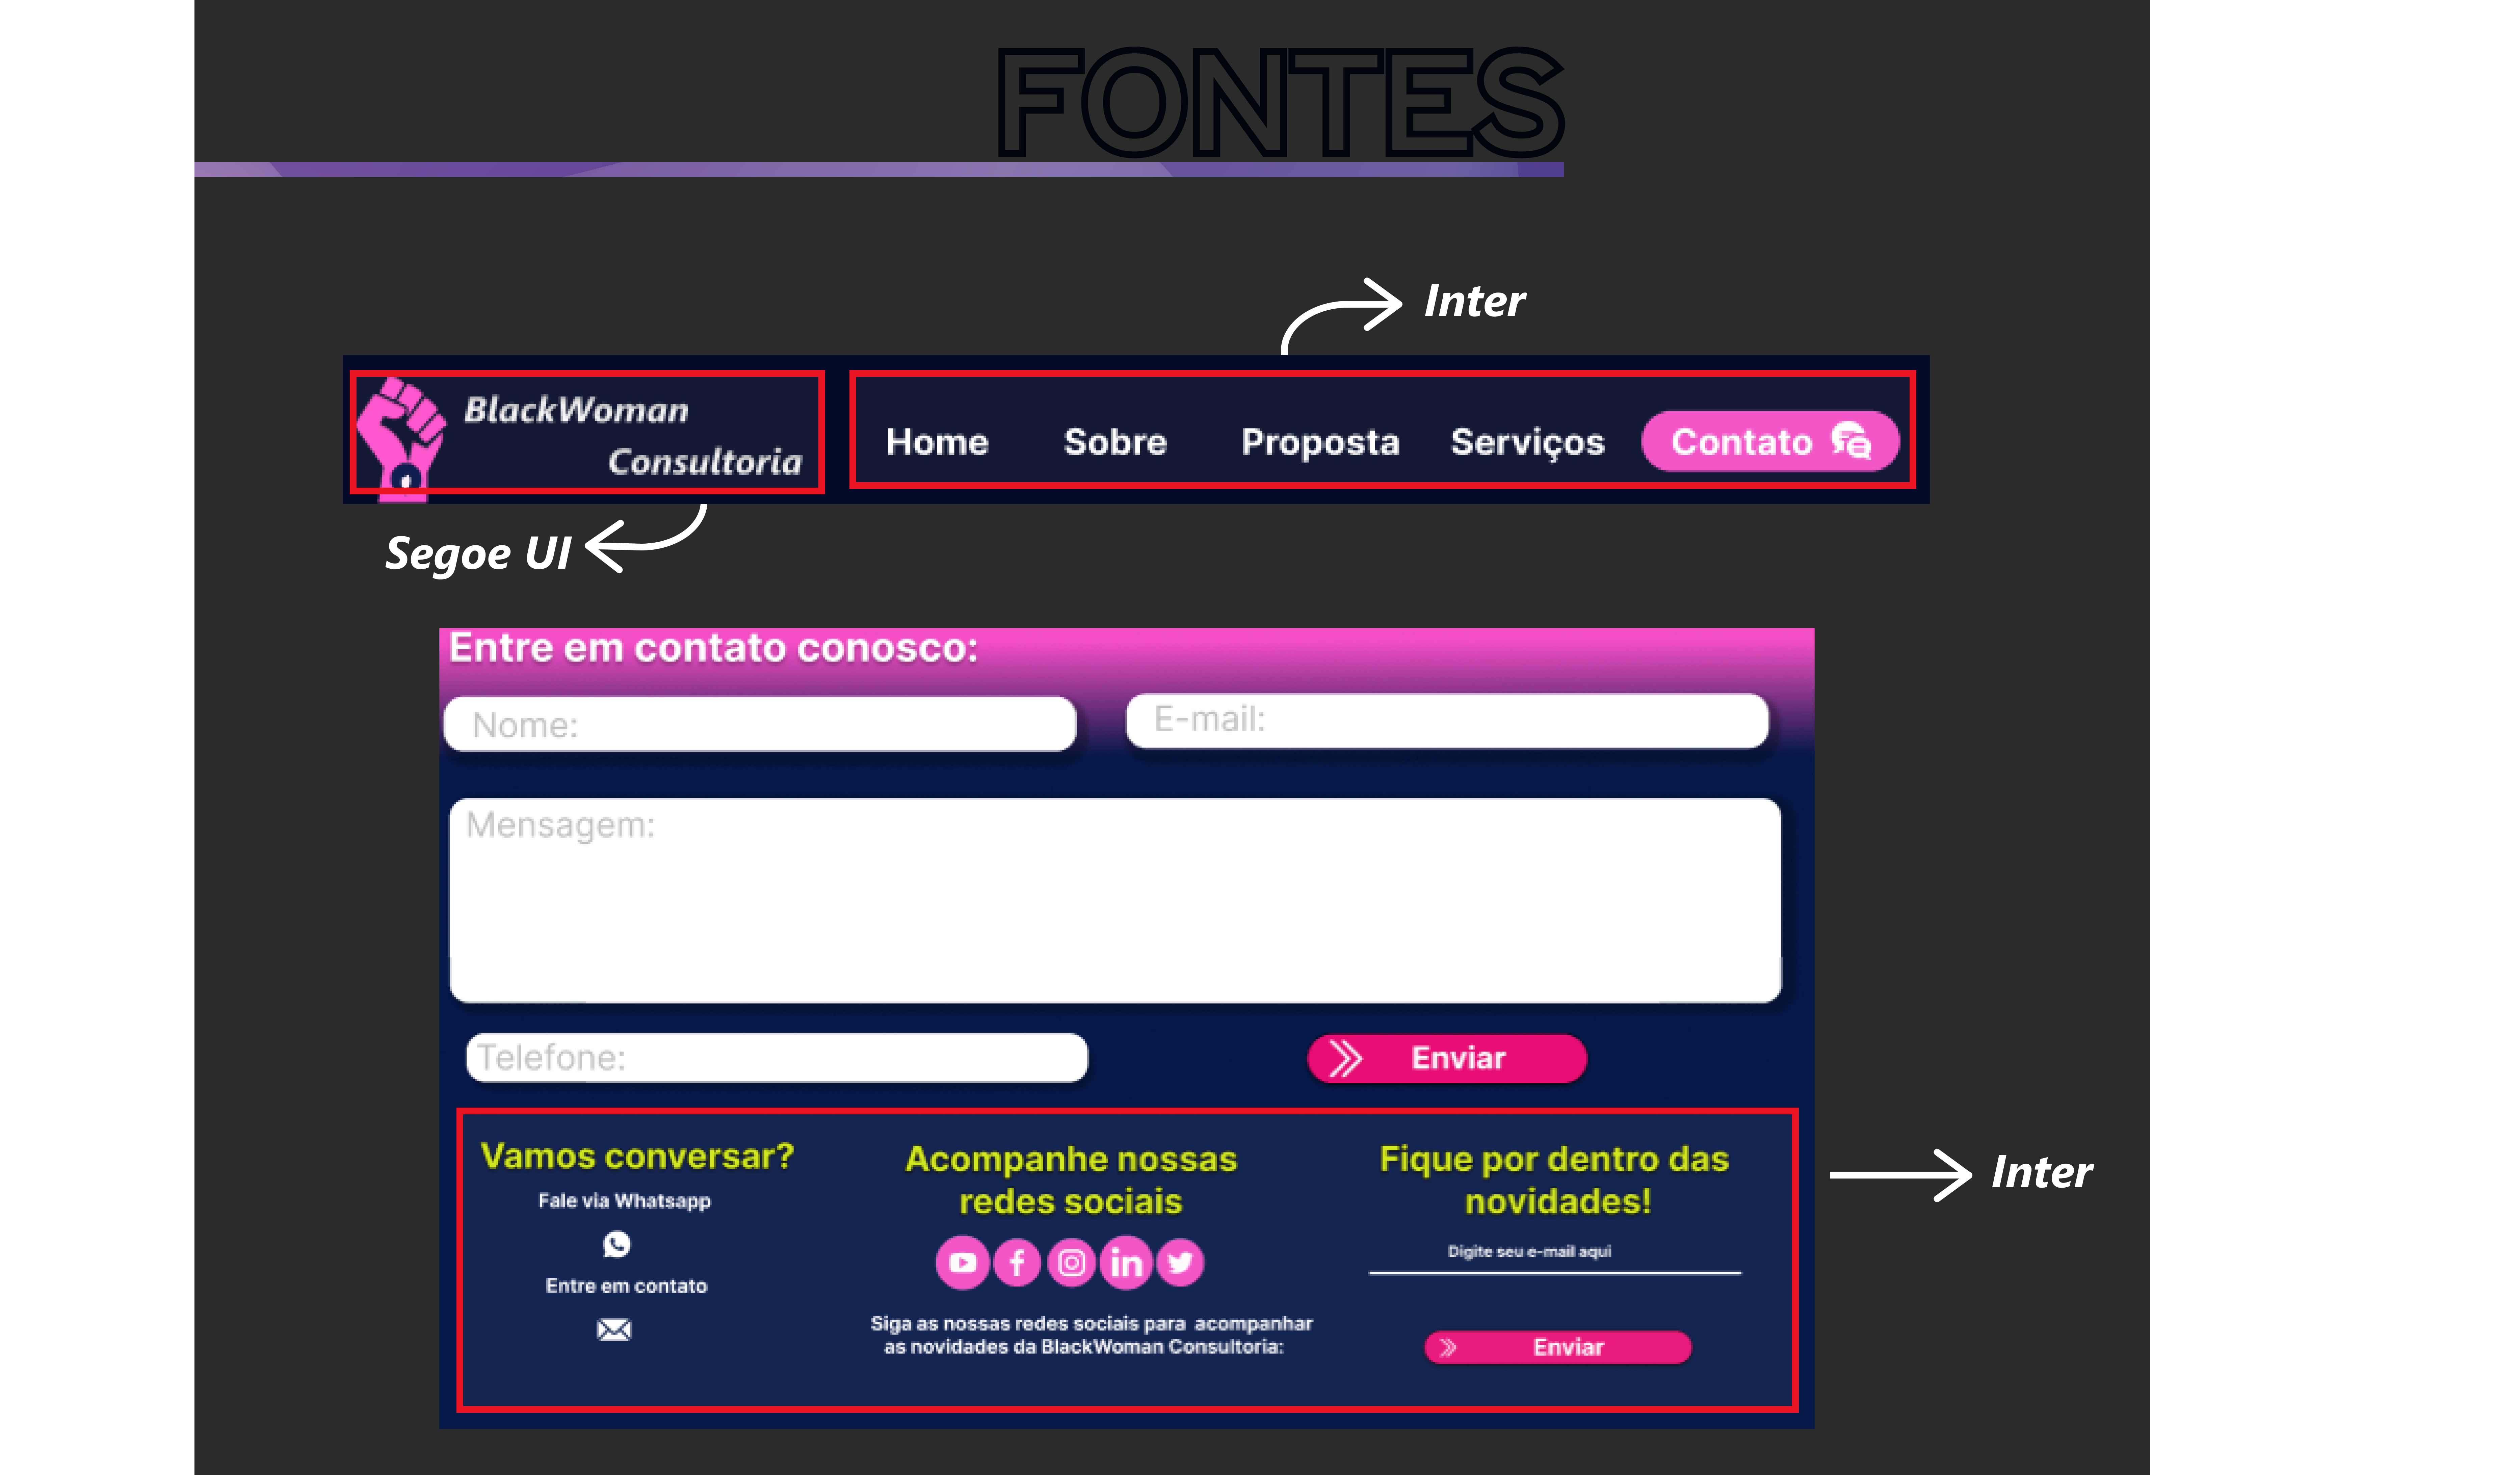 FONTES
Inter
BlackWoman
Consultoria
Home Sobre Proposta Serviços Contato
Segoe UI
Entre em contato conosco:
Nome: E-mail:
Mensagem:
Telefone: Enviar
Vamos conversar?
Fale via Whatsapp
Entre em contato
Acompanhe nossas
redes sociais
Siga as nossas redes sociais para acompanhar
as novidades da BlackWoman Consultoria:
Fique por dentro das
novidades!
Digite seu e-mail aqui
Enviar
Inter